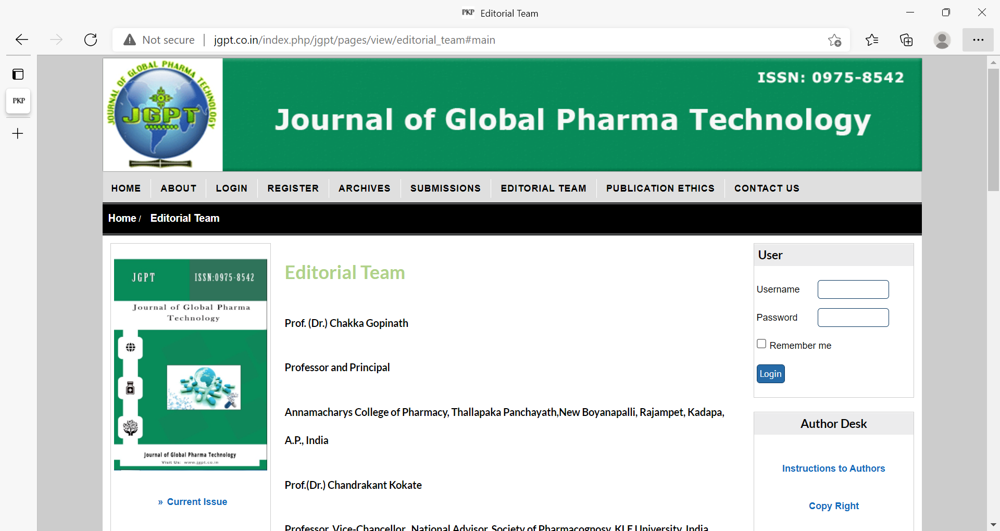 PKP Editorial Team
Not secure
jgpt.co.in/index.php/jgpt/pages/view/editorial_team#main
PKP
JOURNAL OF GLOBAL PHARMA TECHNOLOGY
JGPT
ISSN: 0975-8542
Journal of Global Pharma Technology
HOME ABOUT LOGIN REGISTER ARCHIVES SUBMISSIONS EDITORIAL TEAM PUBLICATION ETHICS CONTACT US
Home / Editorial Team
JGPT ISSN:0975-8542
Journal of Global Pharma
Technology
Journal of Global Pharma Technology
Visit Us: www.jgpt.co.in
» Current Issue
Editorial Team
Prof. (Dr.) Chakka Gopinath
Professor and Principal
Annamacharys College of Pharmacy, Thallapaka Panchayath,New Boyanapalli, Rajampet, Kadapa,
A.P., India
Prof.(Dr.) Chandrakant Kokate
Professor, Vice-Chancellor, National Advisor, Society of Pharmacognosy, KLE University, India
User
Username
Password
Remember me
Login
Author Desk
Instructions to Authors
Copy Right